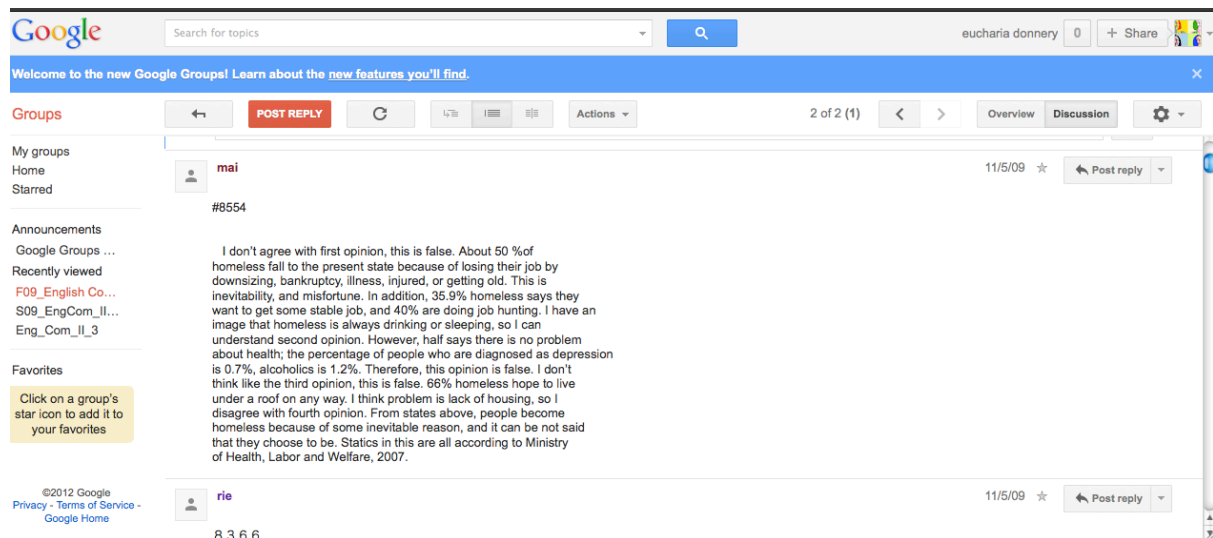 Google
Search for topics
eucharia donnery 0 + Share
Welcome to the new Google Groups! Learn about the new features you'll find.
Groups
POST REPLY
Actions
2 of 2 (1)
Overview Discussion
My groups
Home
Starred
Announcements
Google Groups ...
Recently viewed
F09_English Co...
S09_EngCom_II...
Eng_Com_II_3
Favorites
Click on a group's
star icon to add it to
your favorites
©2012 Google
Privacy - Terms of Service -
Google Home
mai 11/5/09 Post reply
#8554
I don't agree with first opinion, this is false. About 50 %of
homeless fall to the present state because of losing their job by
downsizing, bankruptcy, illness, injured, or getting old. This is
inevitability, and misfortune. In addition, 35.9% homeless says they
want to get some stable job, and 40% are doing job hunting. I have an
image that homeless is always drinking or sleeping, so I can
understand second opinion. However, half says there is no problem
about health; the percentage of people who are diagnosed as depression
is 0.7%, alcoholics is 1.2%. Therefore, this opinion is false. I don't
think like the third opinion, this is false. 66% homeless hope to live
under a roof on any way. I think problem is lack of housing, so I
disagree with fourth opinion. From states above, people become
homeless because of some inevitable reason, and it can be not said
that they choose to be. Statics in this are all according to Ministry
of Health, Labor and Welfare, 2007.
rie 11/5/09 Post reply
8 3 6 6